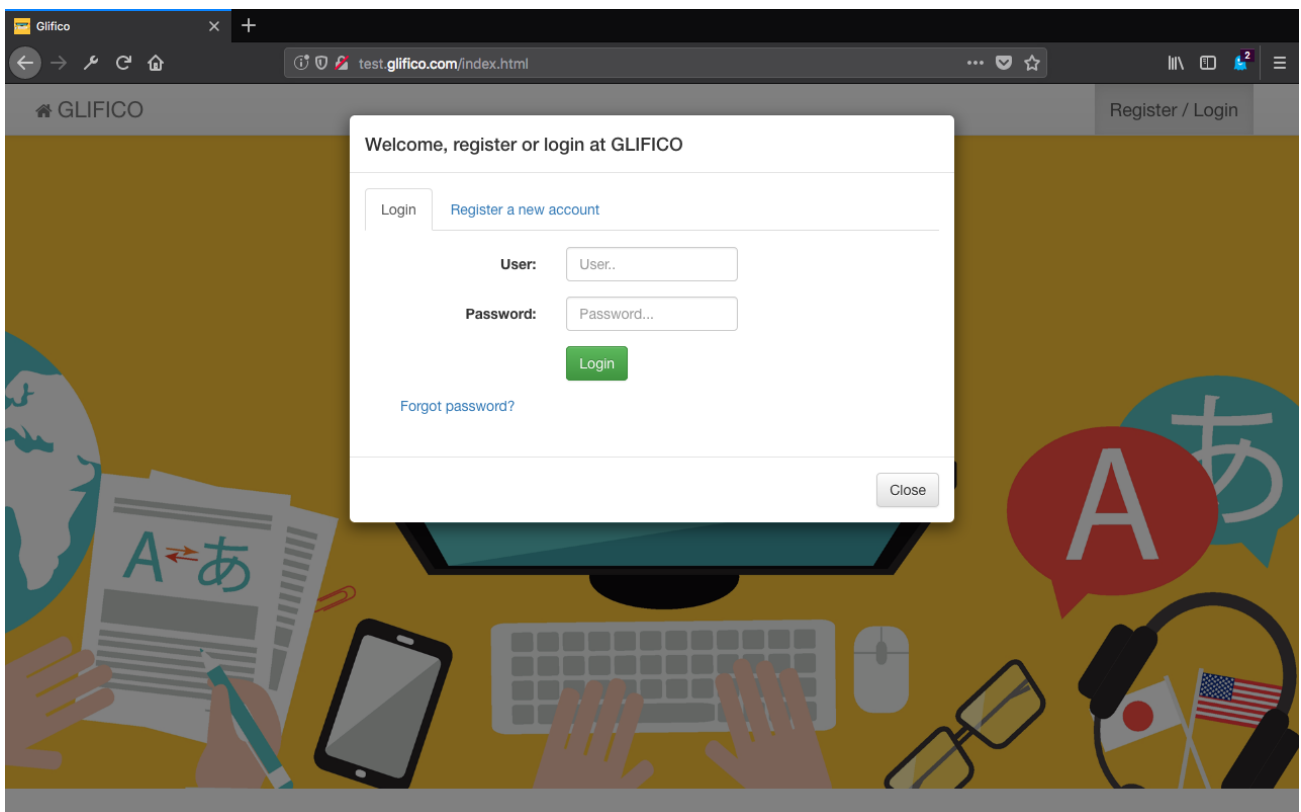 Glifico
test.glifico.com/index.html
2
GLIFICO
Register / Login
Welcome, register or login at GLIFICO
Login
Register a new account
User:
User..
Password:
Password...
Login
Forgot password?
Close
A あ
A あ